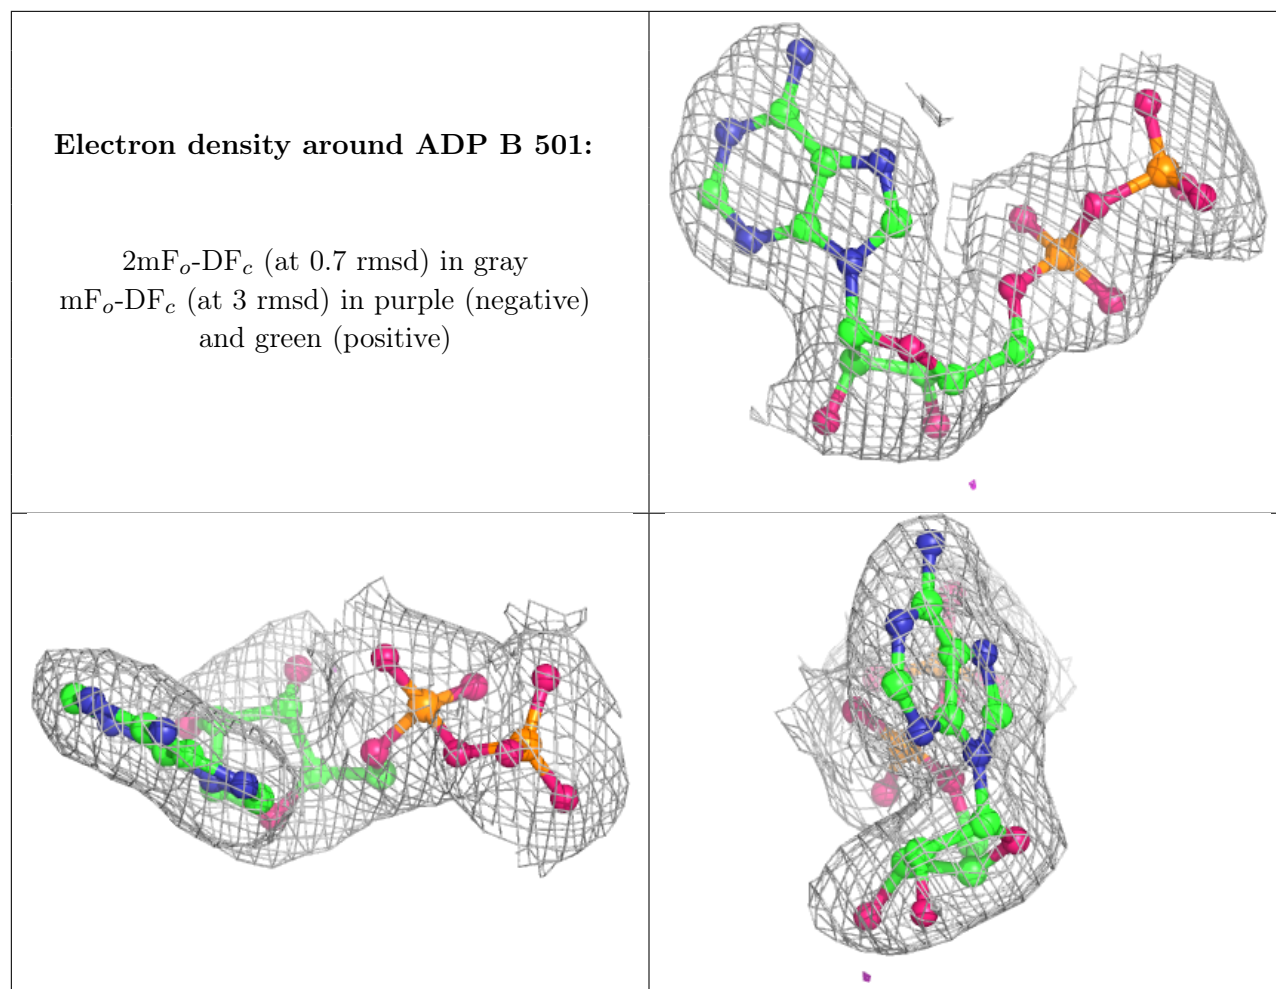 Electron density around ADP B 501:
2mFo-DFc (at 0.7 rmsd) in gray
mFo-DFc (at 3 rmsd) in purple (negative)
and green (positive)